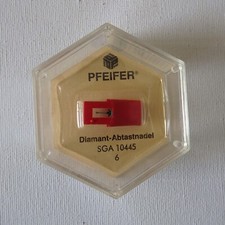 PFEIFER®
Diamant-Abtastnadel
SGA 10445
6